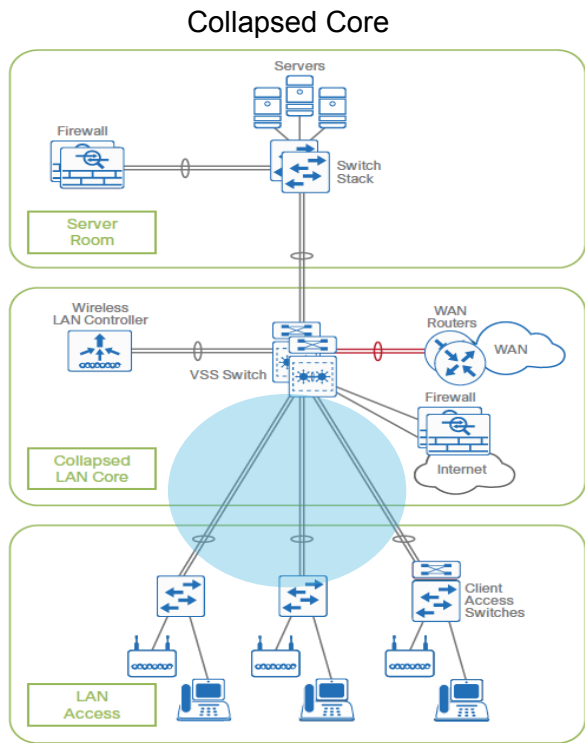 Collapsed Core
Servers
Firewall
Switch
Stack
Server
Room
Wireless
LAN Controller
WAN
Routers
WAN
VSS Switch
Firewall
Internet
Collapsed
LAN Core
Client
Access
Switches
LAN
Access